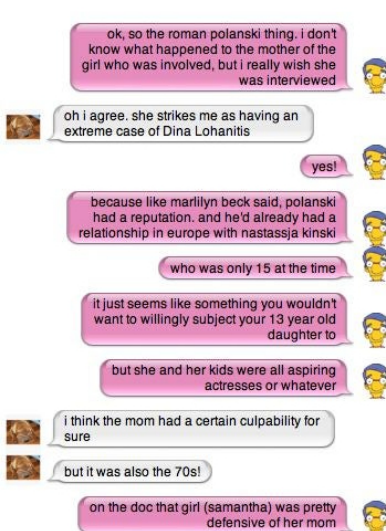 ok, so the roman polanski thing. i don't
know what happened to the mother of the
girl who was involved, but i really wish she
was interviewed
oh i agree. she strikes me as having an
extreme case of Dina Lohanitis
yes!
because like marlilyn beck said, polanski
had a reputation. and he'd already had a
relationship in europe with nastassja kinski
who was only 15 at the time
it just seems like something you wouldn't
want to willingly subject your 13 year old
daughter to
but she and her kids were all aspiring
actresses or whatever
i think the mom had a certain culpability for
sure
but it was also the 70s!
on the doc that girl (samantha) was pretty
defensive of her mom